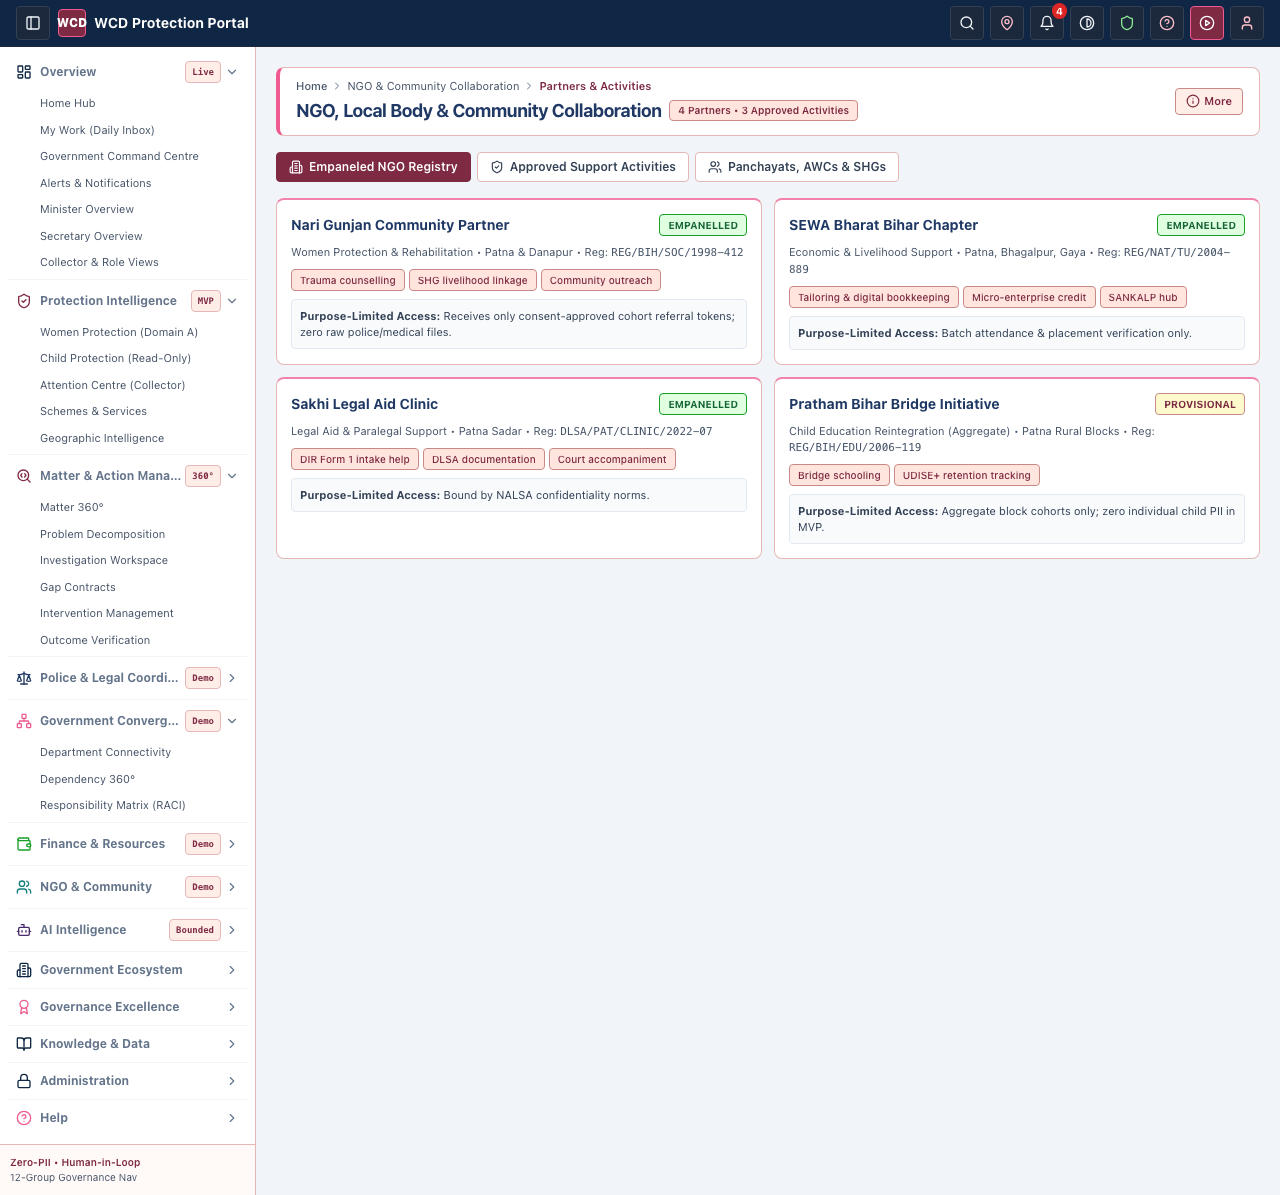 WCD
WCD Protection Portal
4
Overview
Live
Home Hub
My Work (Daily Inbox)
Government Command Centre
Alerts & Notifications
Minister Overview
Secretary Overview
Collector & Role Views
Protection Intelligence
MVP
Women Protection (Domain A)
Child Protection (Read-Only)
Attention Centre (Collector)
Schemes & Services
Geographic Intelligence
Matter & Action Mana...
360°
Matter 360°
Problem Decomposition
Investigation Workspace
Gap Contracts
Intervention Management
Outcome Verification
Police & Legal Coordi...
Demo
Government Converg...
Demo
Department Connectivity
Dependency 360°
Responsibility Matrix (RACI)
Finance & Resources
Demo
NGO & Community
Demo
AI Intelligence
Bounded
Government Ecosystem
Governance Excellence
Knowledge & Data
Administration
Help
Zero-PII • Human-in-Loop
12-Group Governance Nav
Home > NGO & Community Collaboration > Partners & Activities
NGO, Local Body & Community Collaboration
4 Partners • 3 Approved Activities
More
Empaneled NGO Registry
Approved Support Activities
Panchayats, AWCs & SHGs
Nari Gunjan Community Partner
EMPANELLED
Women Protection & Rehabilitation • Patna & Danapur • Reg: REG/BIH/SOC/1998-412
Trauma counselling
SHG livelihood linkage
Community outreach
Purpose-Limited Access: Receives only consent-approved cohort referral tokens;
zero raw police/medical files.
SEWA Bharat Bihar Chapter
EMPANELLED
Economic & Livelihood Support • Patna, Bhagalpur, Gaya • Reg: REG/NAT/TU/2004-
889
Tailoring & digital bookkeeping
Micro-enterprise credit
SANKALP hub
Purpose-Limited Access: Batch attendance & placement verification only.
Sakhi Legal Aid Clinic
EMPANELLED
Legal Aid & Paralegal Support • Patna Sadar • Reg: DLSA/PAT/CLINIC/2022-07
DIR Form 1 intake help
DLSA documentation
Court accompaniment
Purpose-Limited Access: Bound by NALSA confidentiality norms.
Pratham Bihar Bridge Initiative
PROVISIONAL
Child Education Reintegration (Aggregate) • Patna Rural Blocks • Reg:
REG/BIH/EDU/2006-119
Bridge schooling
UDISE+ retention tracking
Purpose-Limited Access: Aggregate block cohorts only; zero individual child PII in
MVP.